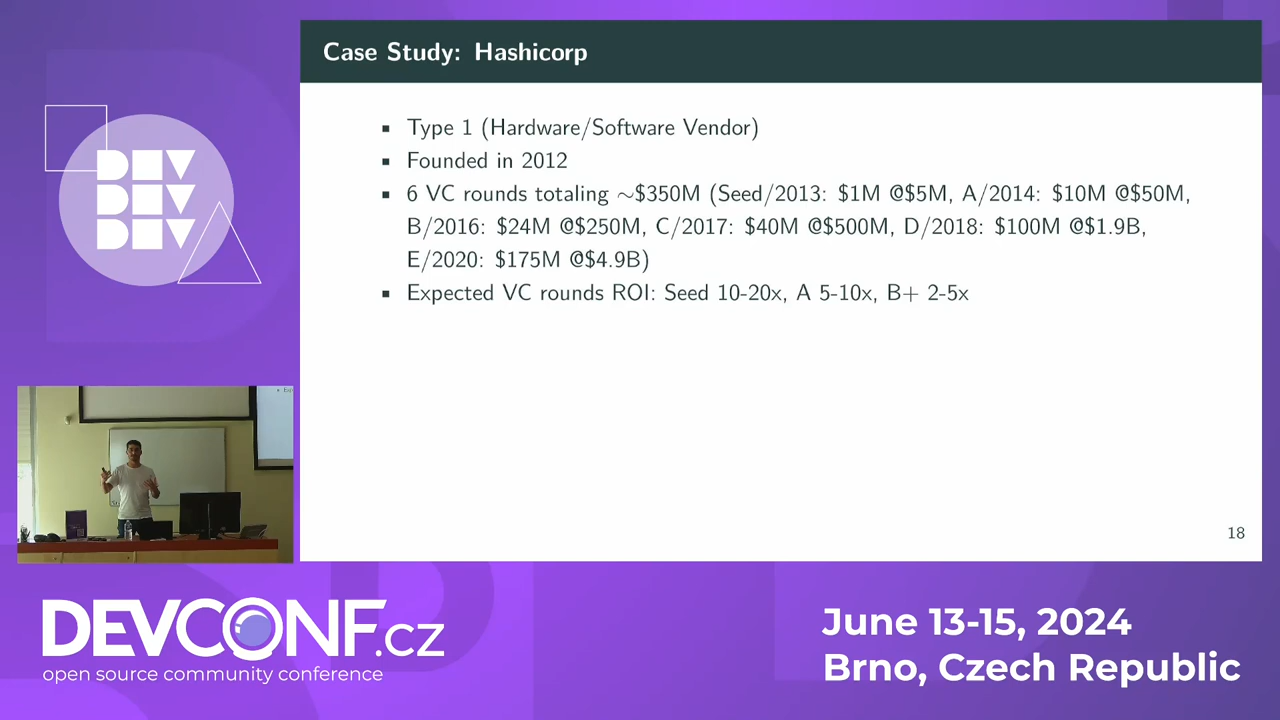 Case Study: Hashicorp
▪ Type 1 (Hardware/Software Vendor)
▪ Founded in 2012
▪ 6 VC rounds totaling ∼$350M (Seed/2013: $1M @$5M, A/2014: $10M @$50M,
B/2016: $24M @$250M, C/2017: $40M @$500M, D/2018: $100M @$1.9B,
E/2020: $175M @$4.9B)
▪ Expected VC rounds ROI: Seed 10-20x, A 5-10x, B+ 2-5x
18
DEV
DEV
DEV
DEVCONF.cz
open source community conference
June 13-15, 2024
Brno, Czech Republic